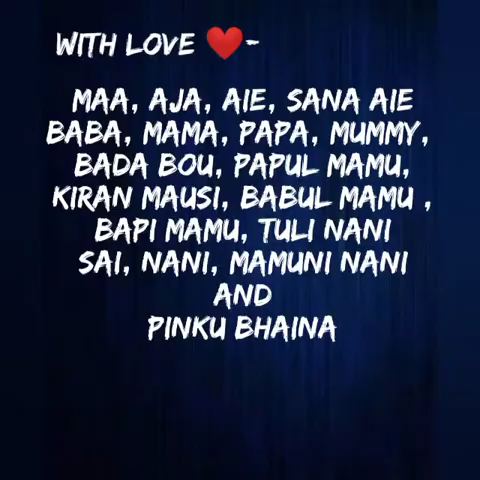 WITH LOVE ❤️-
MAA, AJA, AIE, SANA AIE
BABA, MAMA, PAPA, MUMMY,
BADA BOU, PAPUL MAMU,
KIRAN MAUSI, BABUL MAMU ,
BAPI MAMU, TULI NANI
SAI, NANI, MAMUNI NANI
AND
PINKU BHAINA